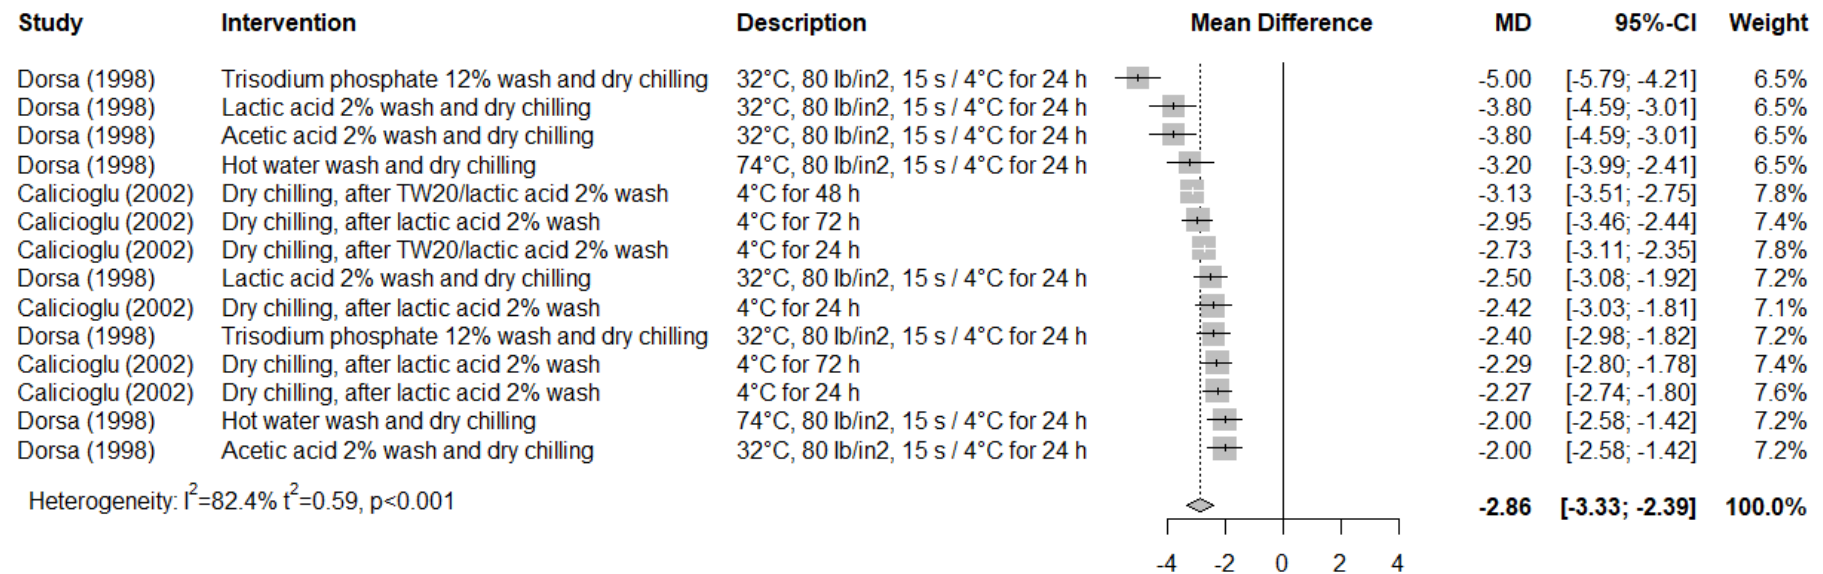 Study Intervention Description Mean Difference MD 95%-CI Weight
Dorsa (1998) Trisodium phosphate 12% wash and dry chilling 32°C, 80 lb/in2, 15 s / 4°C for 24 h -5.00 [-5.79; -4.21] 6.5%
Dorsa (1998) Lactic acid 2% wash and dry chilling 32°C, 80 lb/in2, 15 s / 4°C for 24 h -3.80 [-4.59; -3.01] 6.5%
Dorsa (1998) Acetic acid 2% wash and dry chilling 32°C, 80 lb/in2, 15 s / 4°C for 24 h -3.80 [-4.59; -3.01] 6.5%
Dorsa (1998) Hot water wash and dry chilling 74°C, 80 lb/in2, 15 s / 4°C for 24 h -3.20 [-3.99; -2.41] 6.5%
Calicioglu (2002) Dry chilling, after TW20/lactic acid 2% wash 4°C for 48 h -3.13 [-3.51; -2.75] 7.8%
Calicioglu (2002) Dry chilling, after lactic acid 2% wash 4°C for 72 h -2.95 [-3.46; -2.44] 7.4%
Calicioglu (2002) Dry chilling, after TW20/lactic acid 2% wash 4°C for 24 h -2.73 [-3.11; -2.35] 7.8%
Dorsa (1998) Lactic acid 2% wash and dry chilling 32°C, 80 lb/in2, 15 s / 4°C for 24 h -2.50 [-3.08; -1.92] 7.2%
Calicioglu (2002) Dry chilling, after lactic acid 2% wash 4°C for 24 h -2.42 [-3.03; -1.81] 7.1%
Dorsa (1998) Trisodium phosphate 12% wash and dry chilling 32°C, 80 lb/in2, 15 s / 4°C for 24 h -2.40 [-2.98; -1.82] 7.2%
Calicioglu (2002) Dry chilling, after lactic acid 2% wash 4°C for 72 h -2.29 [-2.80; -1.78] 7.4%
Calicioglu (2002) Dry chilling, after lactic acid 2% wash 4°C for 24 h -2.27 [-2.74; -1.80] 7.6%
Dorsa (1998) Hot water wash and dry chilling 74°C, 80 lb/in2, 15 s / 4°C for 24 h -2.00 [-2.58; -1.42] 7.2%
Dorsa (1998) Acetic acid 2% wash and dry chilling 32°C, 80 lb/in2, 15 s / 4°C for 24 h -2.00 [-2.58; -1.42] 7.2%
Heterogeneity: I²=82.4% t²=0.59, p<0.001 -2.86 [-3.33; -2.39] 100.0%
-4 -2 0 2 4